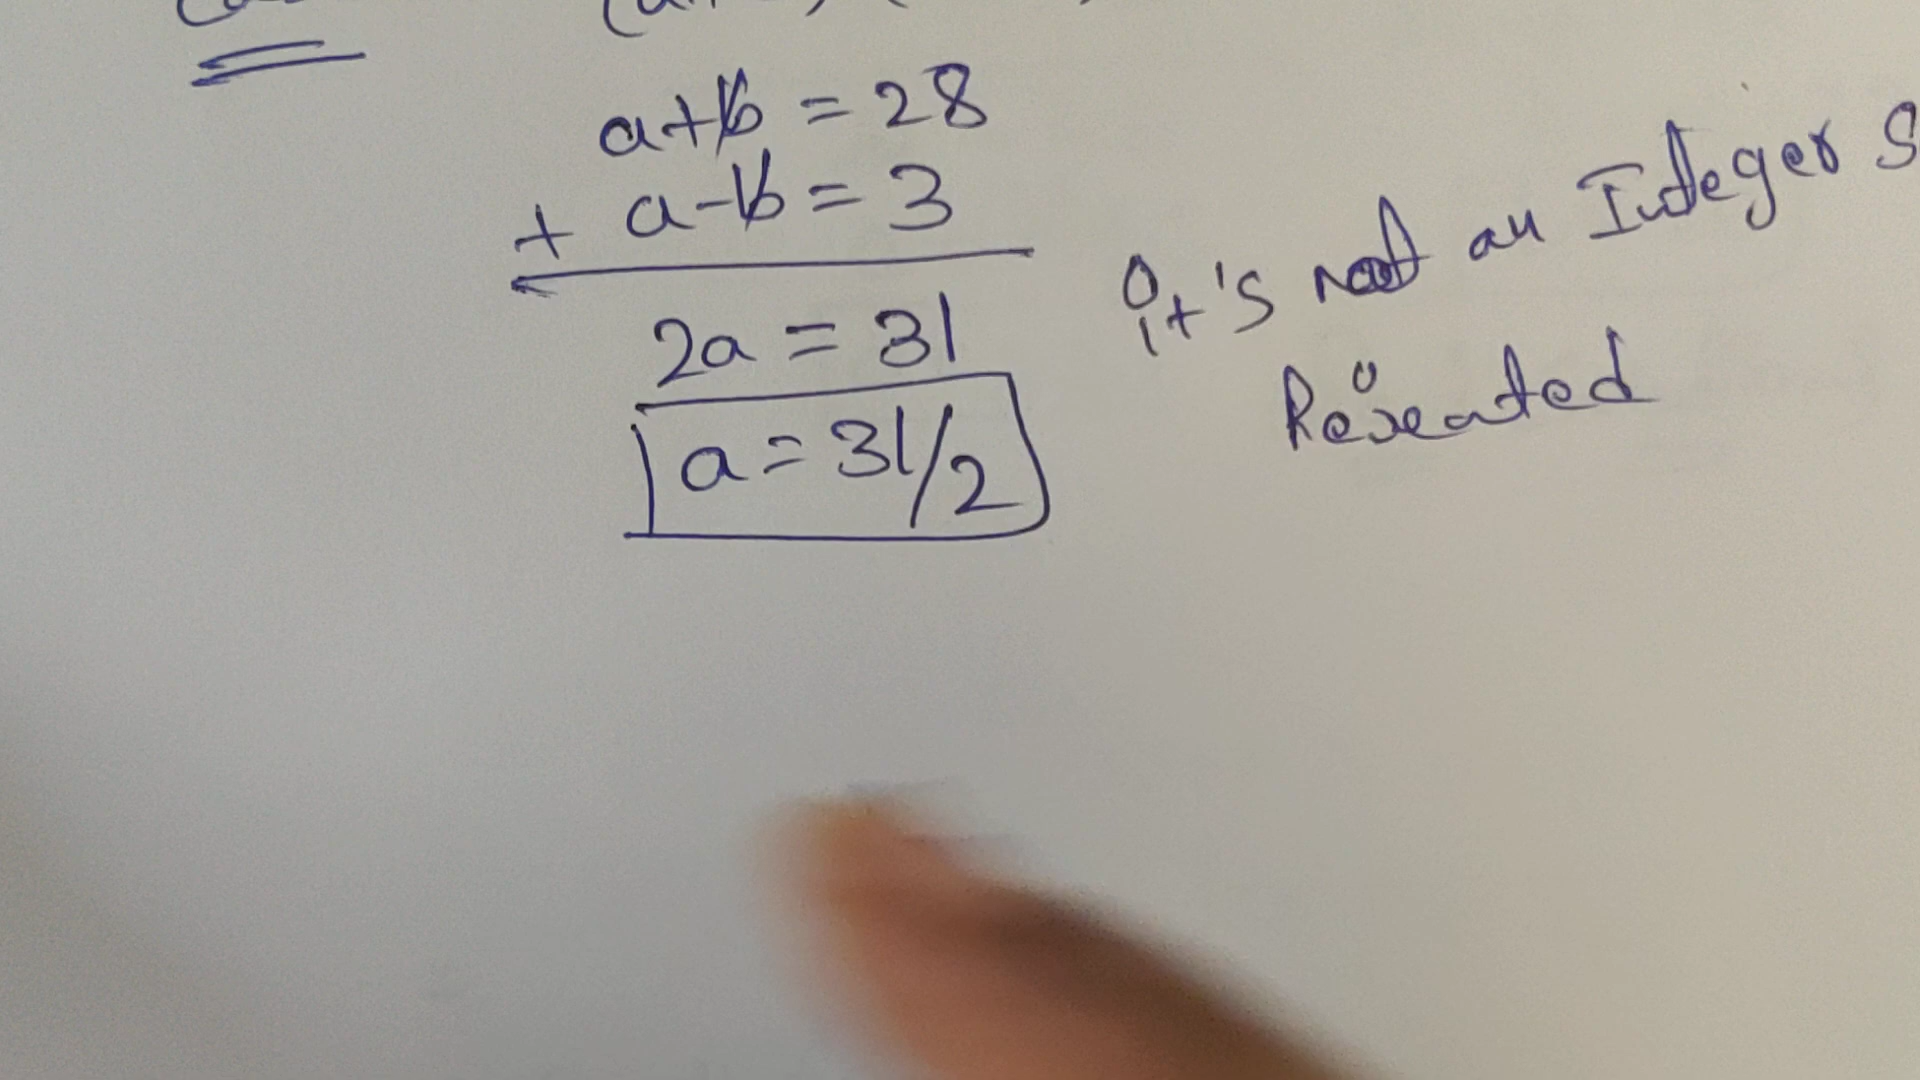 a+b = 28
+ a-b = 3
2a = 31
a = 31/2
It's not an Integer
Rejected